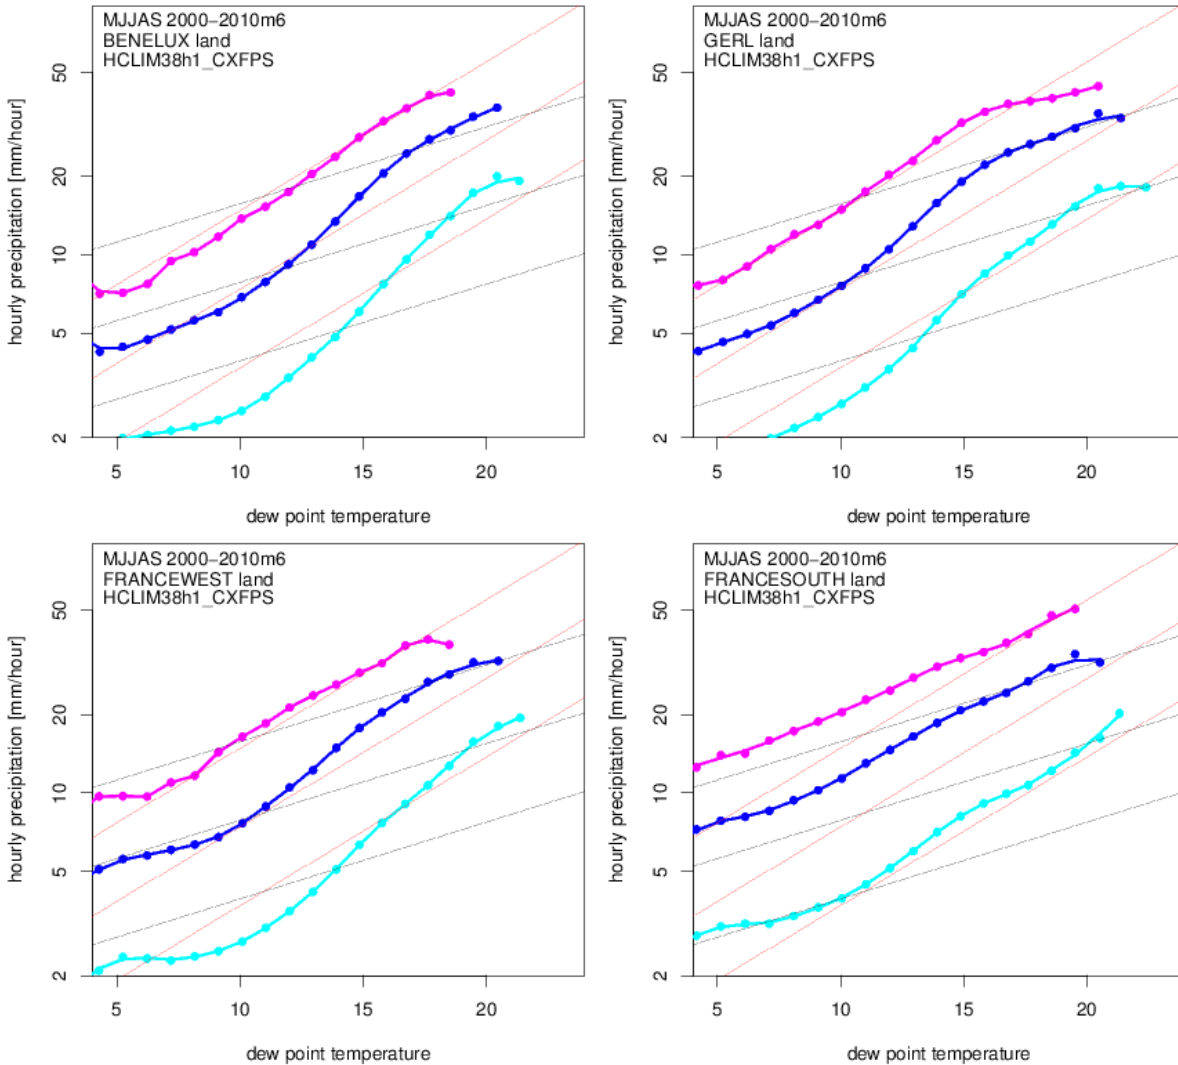 MJJAS 2000−2010m6
BENELUX land
HCLIM38h1_CXFPS
hourly precipitation [mm/hour]
50
20
10
5
2
5 10 15 20
dew point temperature
MJJAS 2000−2010m6
GERL land
HCLIM38h1_CXFPS
hourly precipitation [mm/hour]
50
20
10
5
2
5 10 15 20
dew point temperature
MJJAS 2000−2010m6
FRANCEWEST land
HCLIM38h1_CXFPS
hourly precipitation [mm/hour]
50
20
10
5
2
5 10 15 20
dew point temperature
MJJAS 2000−2010m6
FRANCESOUTH land
HCLIM38h1_CXFPS
hourly precipitation [mm/hour]
50
20
10
5
2
5 10 15 20
dew point temperature